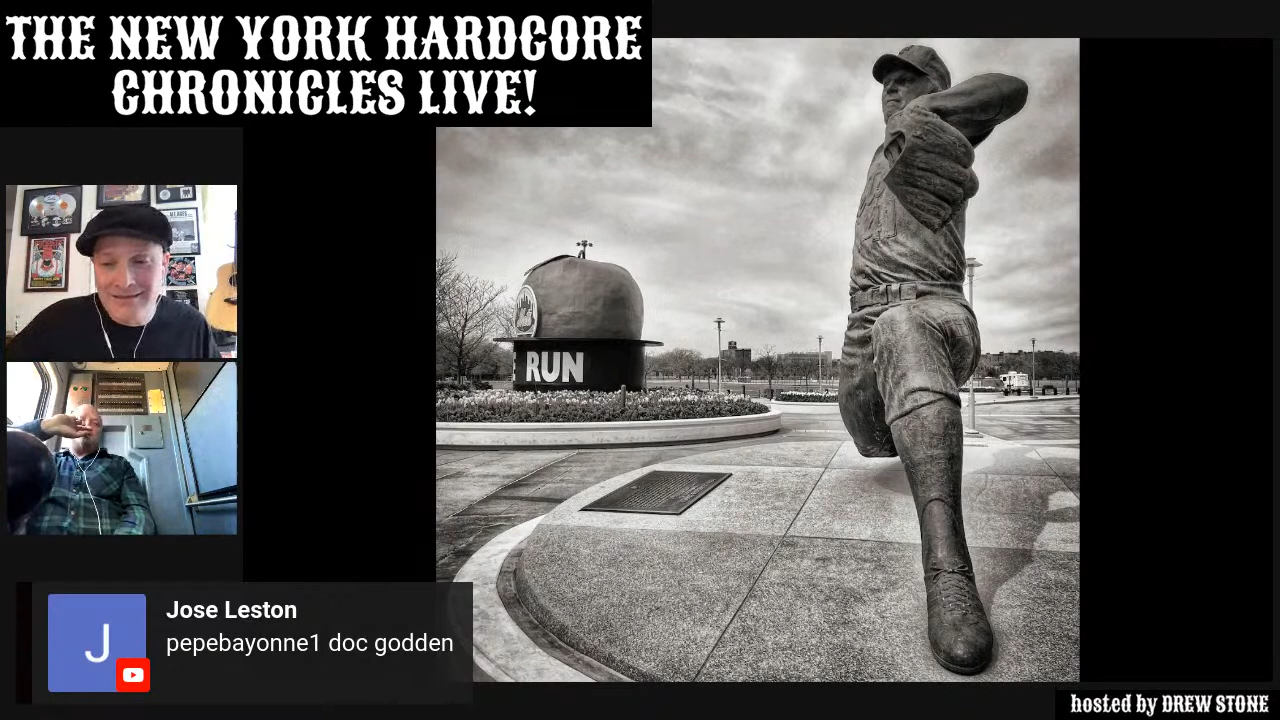 THE NEW YORK HARDCORE
CHRONICLES LIVE!
RUN
J
Jose Leston
pepebayonne1 doc godden
hosted by DREW STONE